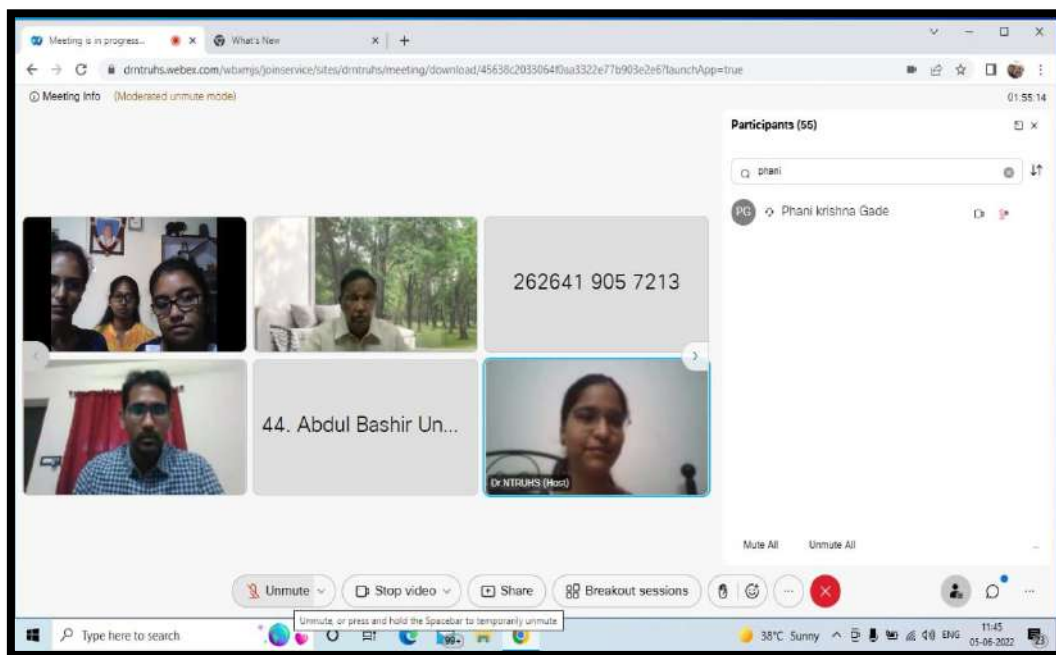 Meeting is in progress...
What's New
drntruhs.webex.com/wbxmjs/joinservice/sites/drntruhs/meeting/download/45638c2033064f0aa3322e77b903e2e6?launchApp=true
Meeting Info (Moderated unmute mode)
01:55:14
Participants (55)
phani
PG Phani krishna Gade
262641 905 7213
44. Abdul Bashir Un...
Dr.NTRUHS (Host)
Mute All Unmute All
Unmute Stop video Share Breakout sessions
Unmute, or press and hold the Spacebar to temporarily unmute
Type here to search
99+
38°C Sunny
ENG
11:45
05-06-2022
23